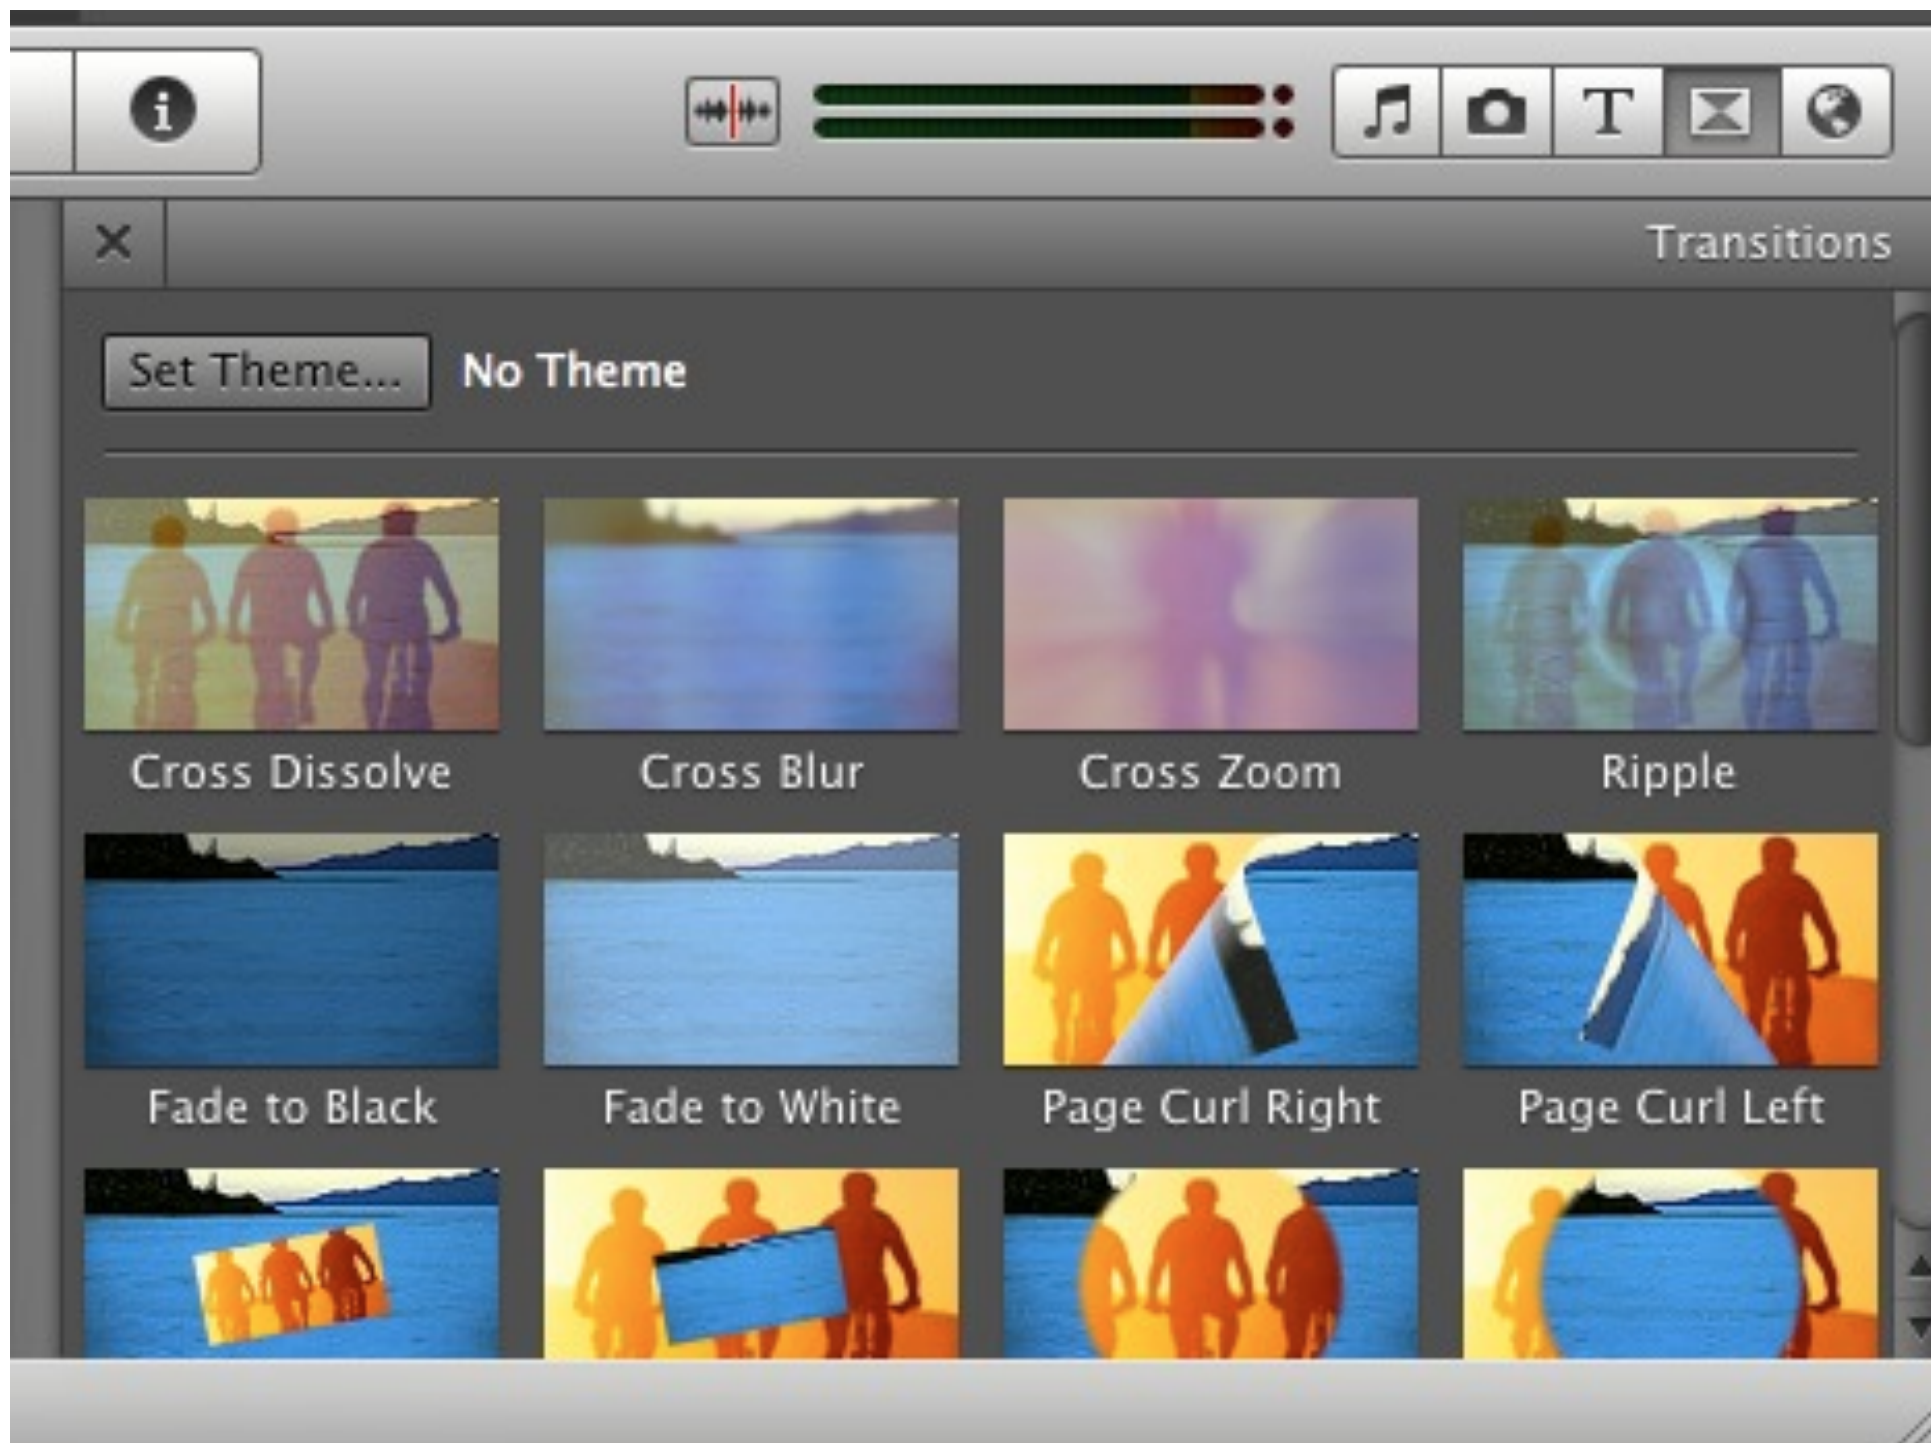 T
Transitions
Set Theme... No Theme
Cross Dissolve Cross Blur Cross Zoom Ripple
Fade to Black Fade to White Page Curl Right Page Curl Left